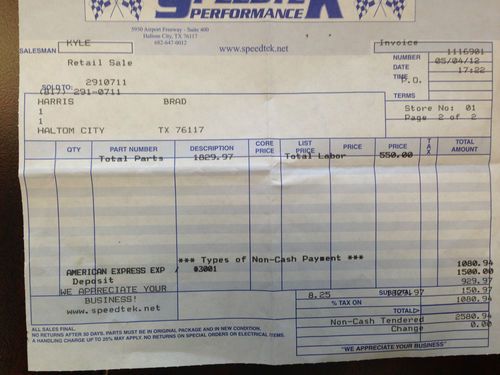 SPEEDTEK
PERFORMANCE
5950 Airport Freeway - Suite 400
Haltom City, TX 76117
682-647-0012
www.speedtek.net
SALESMAN KYLE
Retail Sale
Invoice
NUMBER 1116901
DATE 05/04/12
TIME 17:22
P.O.
TERMS
SOLD TO: 2910711
(817) 291-0711
HARRIS BRAD
1
1
HALTOM CITY TX 76117
Store No: 01
Page 2 of 2
QTY PART NUMBER DESCRIPTION CORE PRICE LIST PRICE PRICE PRICE TAX TOTAL AMOUNT
Total Parts 1829.97 Total Labor 550.00
*** Types of Non-Cash Payment ***
AMERICAN EXPRESS EXP / #3001 1080.94
Deposit 1500.00
WE APPRECIATE YOUR 929.97
BUSINESS! 8.25 1829.97 150.97
www.speedtek.net % TAX ON 1080.94
TOTAL
Non-Cash Tendered 2580.94
Change 0.00
ALL SALES FINAL.
NO RETURNS AFTER 30 DAYS. PARTS MUST BE IN ORIGINAL PACKAGE AND IN NEW CONDITION.
A HANDLING CHARGE UP TO 25% MAY APPLY. NO RETURNS ON SPECIAL ORDERS OR ELECTRICAL ITEMS.
"WE APPRECIATE YOUR BUSINESS"